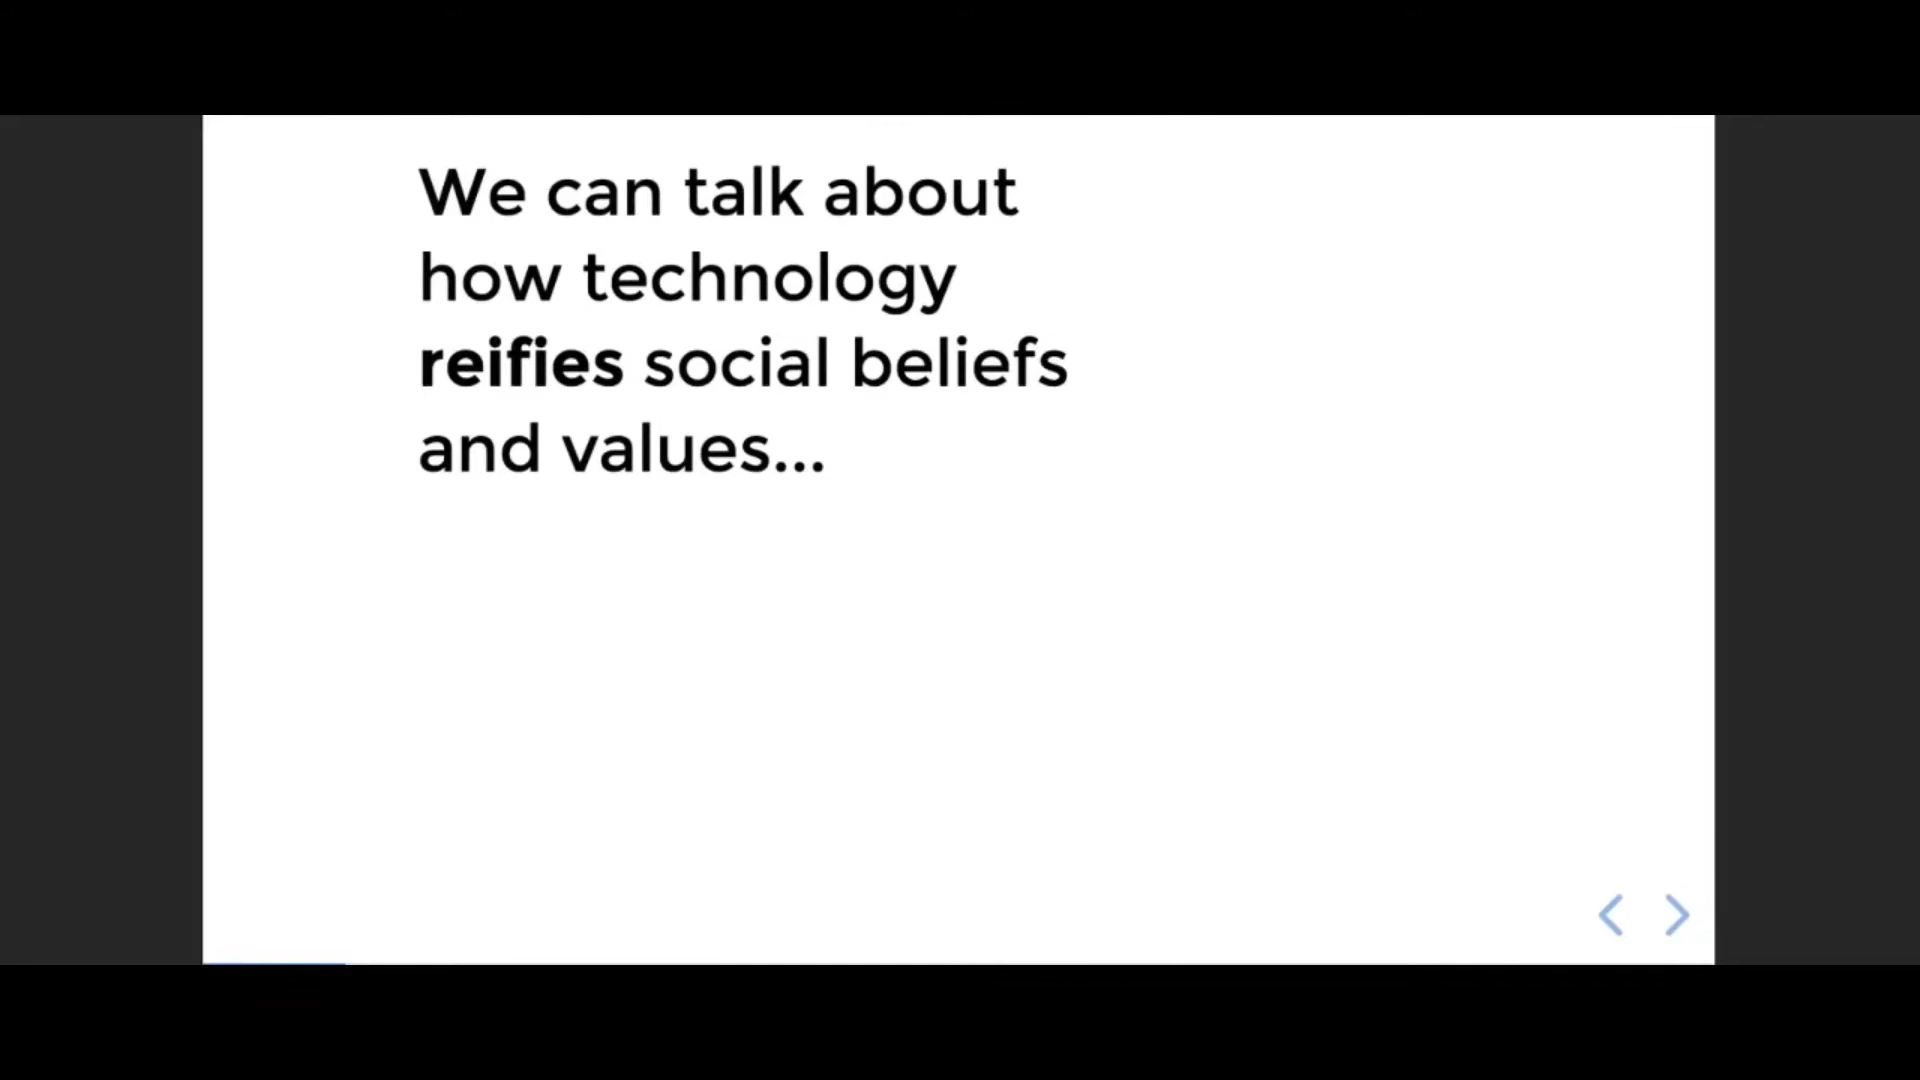 We can talk about
how technology
reifies social beliefs
and values...